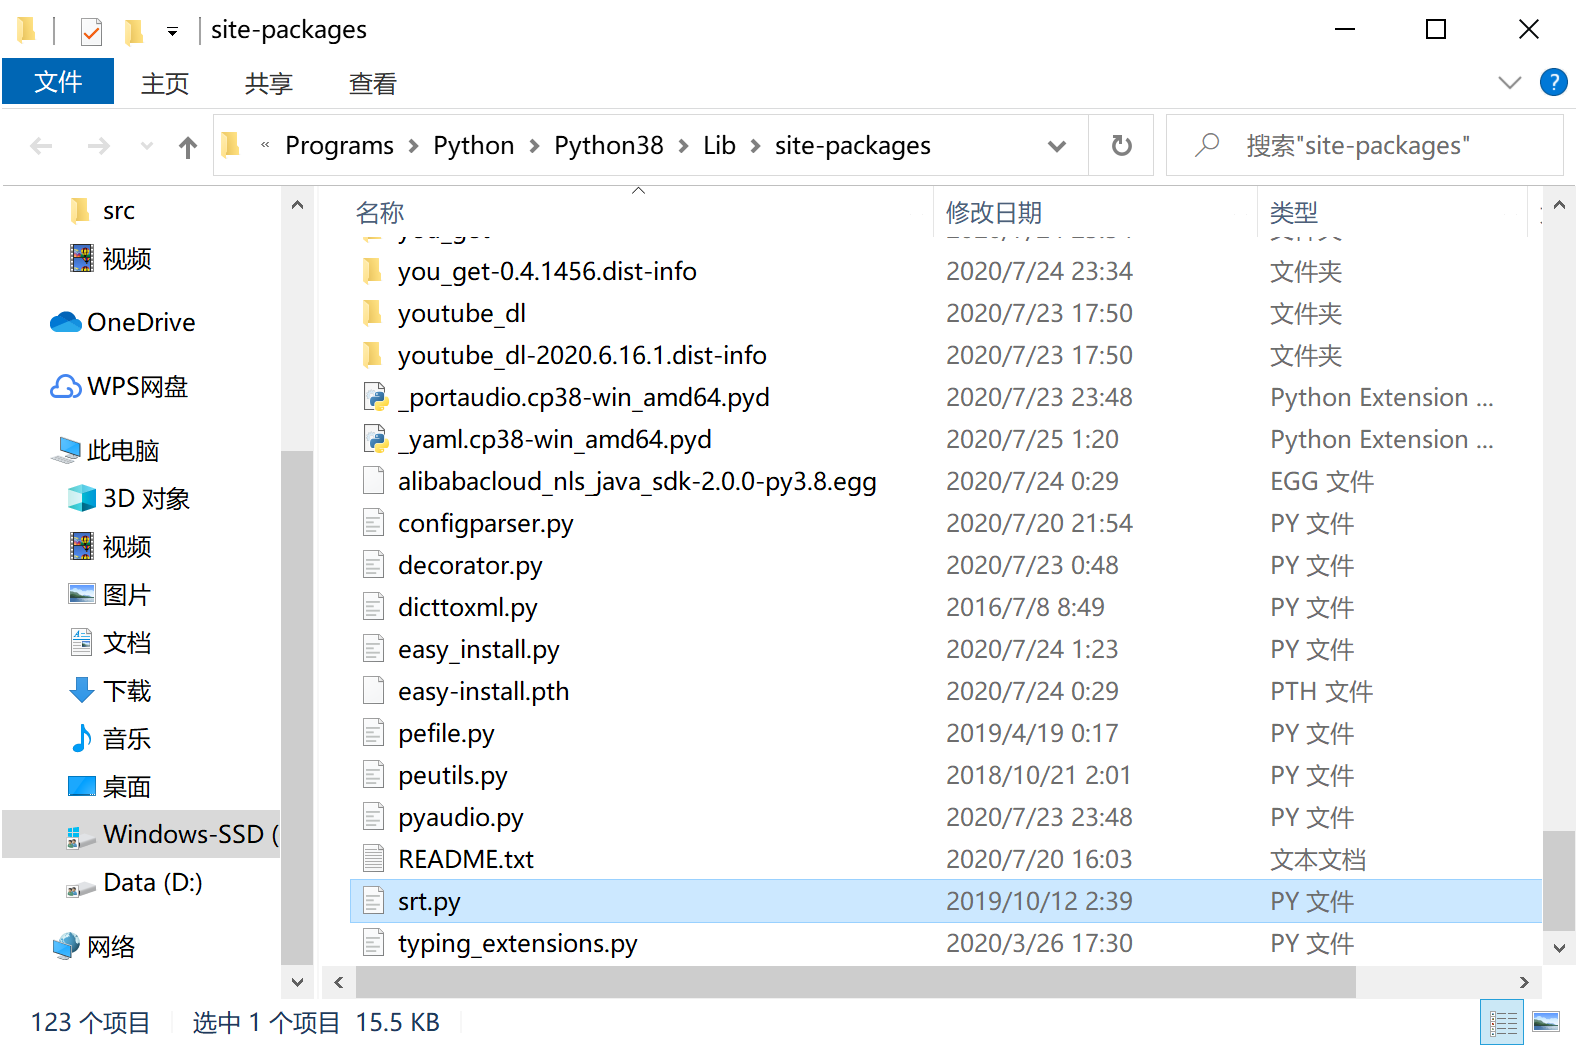 site-packages
文件 主页 共享 查看
« Programs › Python › Python38 › Lib › site-packages
搜索"site-packages"
src
视频
OneDrive
WPS网盘
此电脑
3D 对象
视频
图片
文档
下载
音乐
桌面
Windows-SSD (
Data (D:)
网络
名称 修改日期 类型
you_get-0.4.1456.dist-info 2020/7/24 23:34 文件夹
youtube_dl 2020/7/23 17:50 文件夹
youtube_dl-2020.6.16.1.dist-info 2020/7/23 17:50 文件夹
_portaudio.cp38-win_amd64.pyd 2020/7/23 23:48 Python Extension ...
_yaml.cp38-win_amd64.pyd 2020/7/25 1:20 Python Extension ...
alibabacloud_nls_java_sdk-2.0.0-py3.8.egg 2020/7/24 0:29 EGG 文件
configparser.py 2020/7/20 21:54 PY 文件
decorator.py 2020/7/23 0:48 PY 文件
dicttoxml.py 2016/7/8 8:49 PY 文件
easy_install.py 2020/7/24 1:23 PY 文件
easy-install.pth 2020/7/24 0:29 PTH 文件
pefile.py 2019/4/19 0:17 PY 文件
peutils.py 2018/10/21 2:01 PY 文件
pyaudio.py 2020/7/23 23:48 PY 文件
README.txt 2020/7/20 16:03 文本文档
srt.py 2019/10/12 2:39 PY 文件
typing_extensions.py 2020/3/26 17:30 PY 文件
123 个项目 选中 1 个项目 15.5 KB